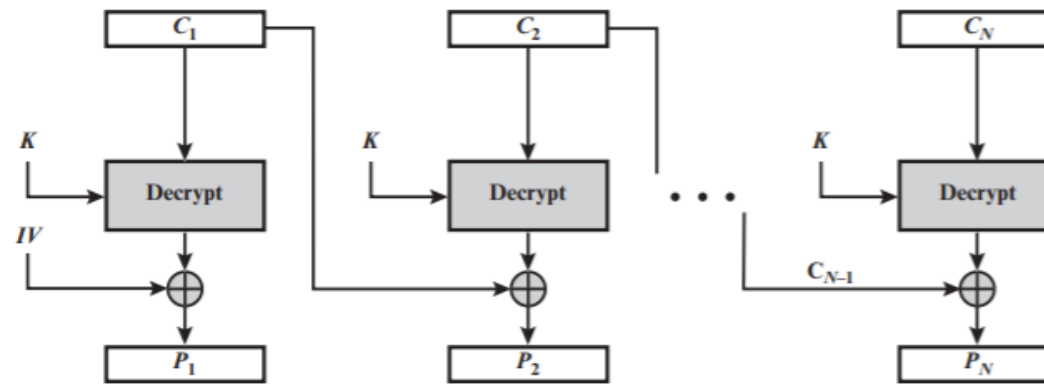 C1 C2 CN
K K K
Decrypt Decrypt Decrypt
IV
CN–1
P1 P2 PN